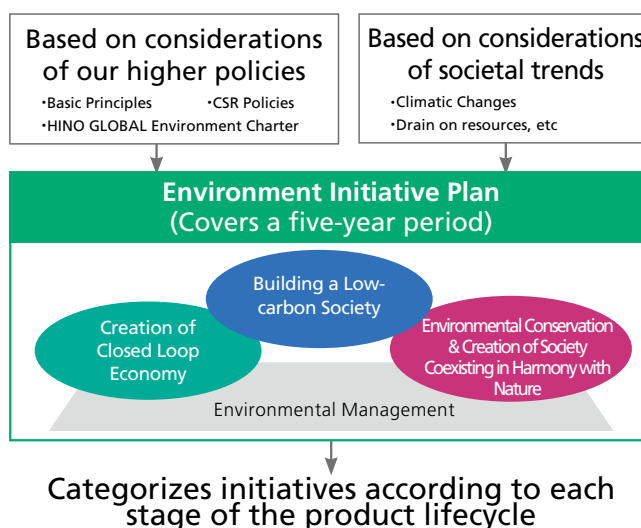 Based on considerations
of our higher policies
・Basic Principles ・CSR Policies
・HINO GLOBAL Environment Charter
Based on considerations
of societal trends
・Climatic Changes
・Drain on resources, etc
Environment Initiative Plan
(Covers a five-year period)
Building a Low-
carbon Society
Creation of
Closed Loop
Economy
Environmental Conservation
& Creation of Society
Coexisting in Harmony with
Nature
Environmental Management
Categorizes initiatives according to each
stage of the product lifecycle